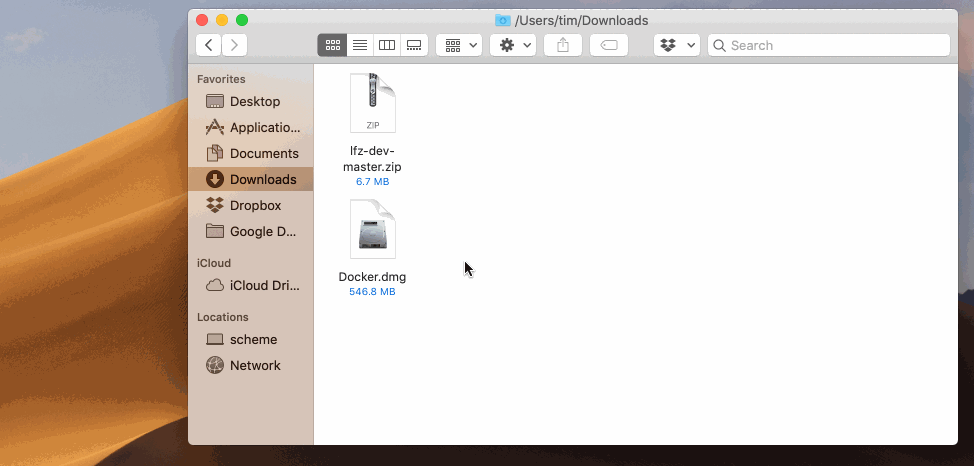 /Users/tim/Downloads
Search
Favorites
Desktop
Applicatio...
Documents
Downloads
Dropbox
Google D...
iCloud
iCloud Dri...
Locations
scheme
Network
ZIP
lfz-dev-
master.zip
6.7 MB
Docker.dmg
546.8 MB